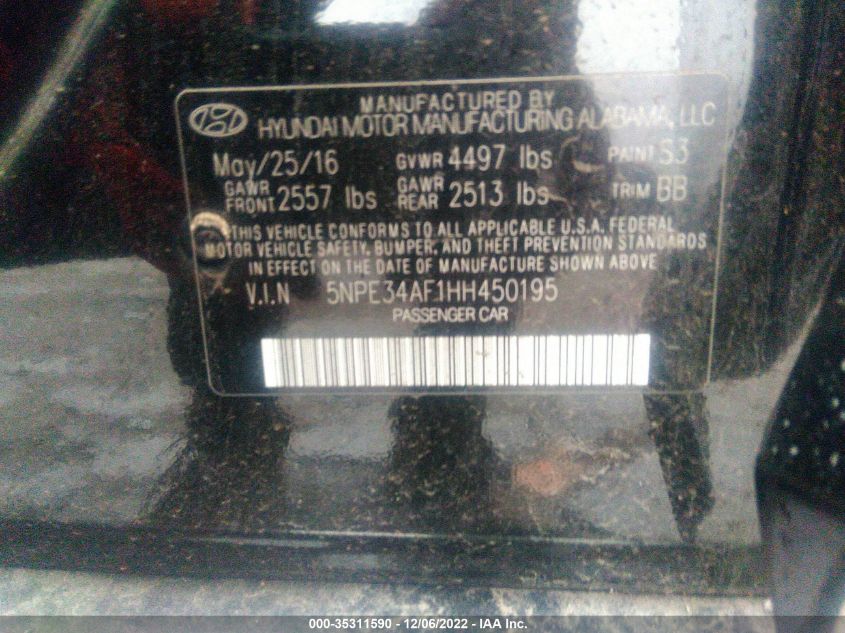 MANUFACTURED BY
HYUNDAI MOTOR MANUFACTURING ALABAMA, LLC
May/25/16 GVWR 4497 lbs PAINT S3
GAWR FRONT 2557 lbs GAWR REAR 2513 lbs TRIM BB
THIS VEHICLE CONFORMS TO ALL APPLICABLE U.S.A. FEDERAL
MOTOR VEHICLE SAFETY, BUMPER, AND THEFT PREVENTION STANDARDS
IN EFFECT ON THE DATE OF MANUFACTURE SHOWN ABOVE
V.I.N 5NPE34AF1HH450195
PASSENGER CAR
000-35311590 - 12/06/2022 - IAA Inc.